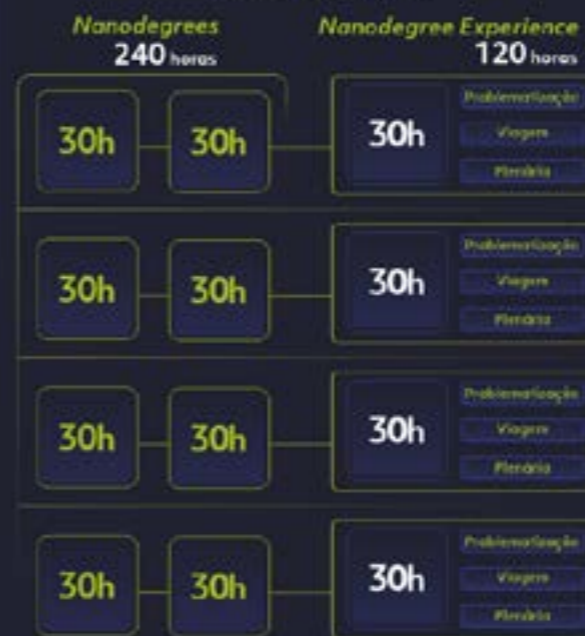 Nanodegrees
240 horas
Nanodegree Experience
120 horas
30h
30h
30h
Problematização
Viagem
Plenária
30h
30h
30h
Problematização
Viagem
Plenária
30h
30h
30h
Problematização
Viagem
Plenária
30h
30h
30h
Problematização
Viagem
Plenária